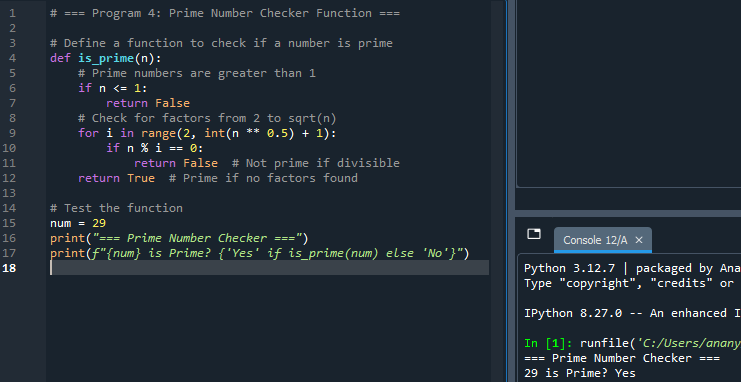 1 # === Program 4: Prime Number Checker Function ===
2
3 # Define a function to check if a number is prime
4 def is_prime(n):
5     # Prime numbers are greater than 1
6     if n <= 1:
7         return False
8     # Check for factors from 2 to sqrt(n)
9     for i in range(2, int(n ** 0.5) + 1):
10         if n % i == 0:
11             return False  # Not prime if divisible
12     return True  # Prime if no factors found
13
14 # Test the function
15 num = 29
16 print("=== Prime Number Checker ===")
17 print(f"{num} is Prime? {'Yes' if is_prime(num) else 'No'}")
18
Console 12/A ×
Python 3.12.7 | packaged by Ana
Type "copyright", "credits" or
IPython 8.27.0 -- An enhanced I
In [1]: runfile('C:/Users/anany
=== Prime Number Checker ===
29 is Prime? Yes